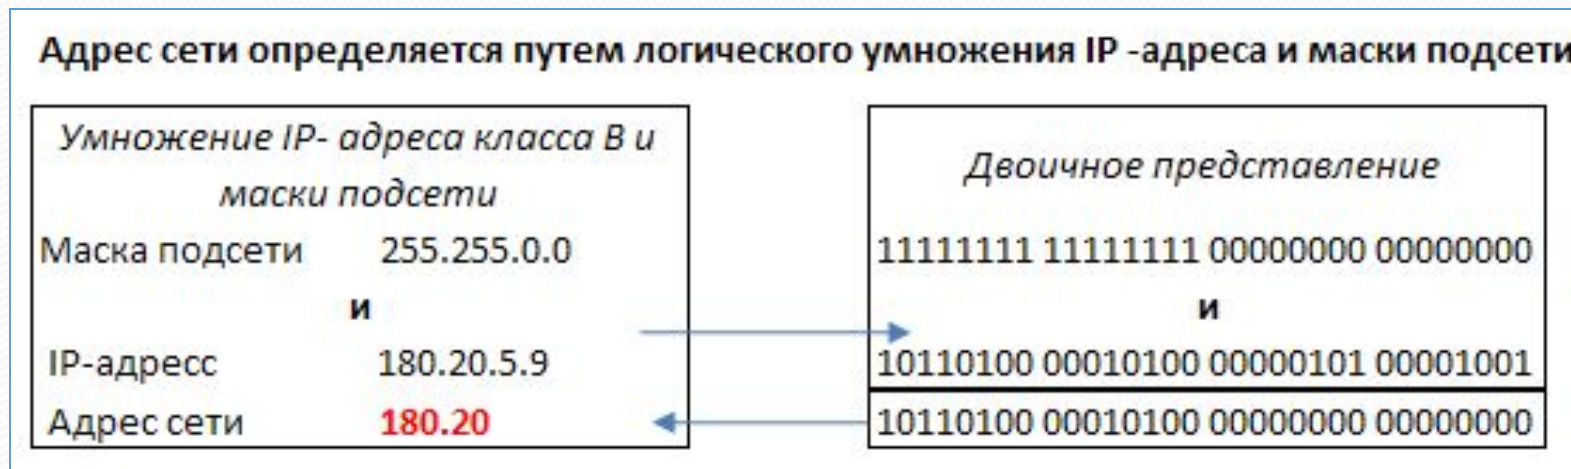 Адрес сети определяется путем логического умножения IP -адреса и маски подсети
Умножение IP- адреса класса В и
маски подсети
Маска подсети 255.255.0.0
и
IP-адресс 180.20.5.9
Адрес сети 180.20
Двоичное представление
11111111 11111111 00000000 00000000
и
10110100 00010100 00000101 00001001
10110100 00010100 00000000 00000000